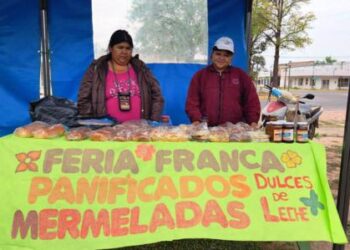 FERIA FRANCA
PANIFICADOS
MERMELADAS
DULCES
de
LECHE